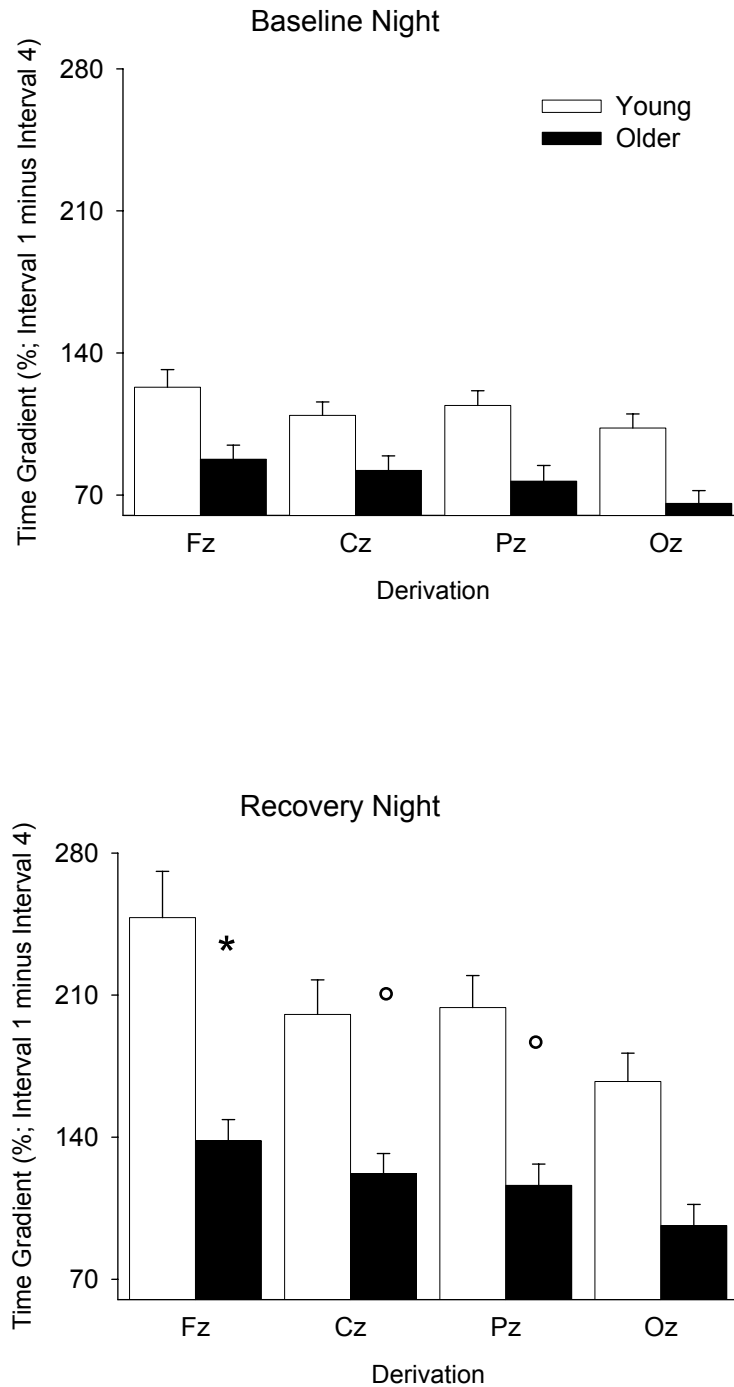 Baseline Night
Time Gradient (%; Interval 1 minus Interval 4)
280
210
140
70
Young
Older
Fz Cz Pz Oz
Derivation
Recovery Night
Time Gradient (%; Interval 1 minus Interval 4)
280
210
140
70
*
Fz Cz Pz Oz
Derivation